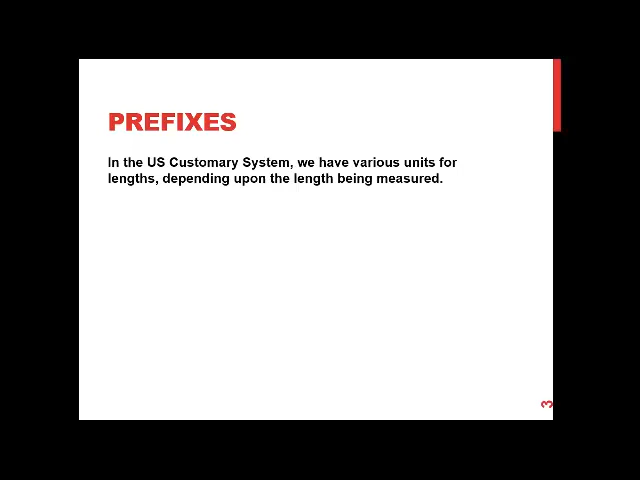 PREFIXES
In the US Customary System, we have various units for
lengths, depending upon the length being measured.
3